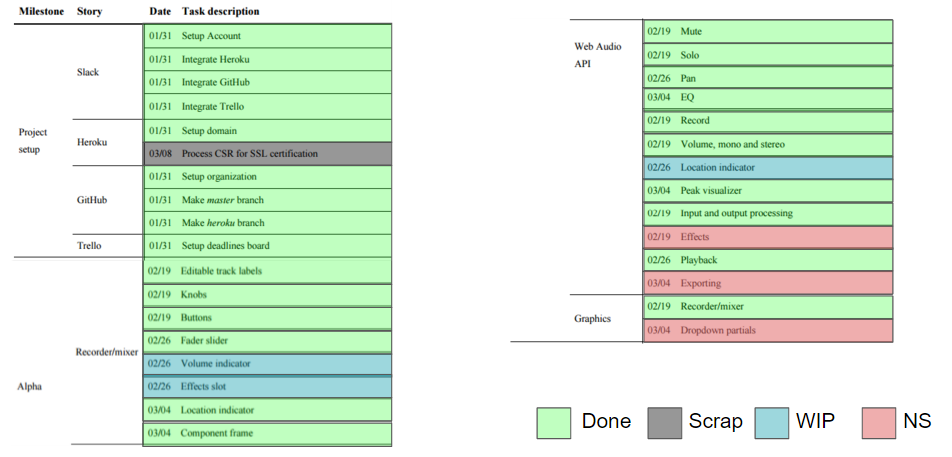 Milestone Story Date Task description
01/31 Setup Account
01/31 Integrate Heroku
Slack
01/31 Integrate GitHub
01/31 Integrate Trello
Project
setup
01/31 Setup domain
Heroku
03/08 Process CSR for SSL certification
01/31 Setup organization
GitHub
01/31 Make master branch
01/31 Make heroku branch
Trello 01/31 Setup deadlines board
02/19 Editable track labels
02/19 Knobs
02/19 Buttons
02/26 Fader slider
Recorder/mixer
02/26 Volume indicator
Alpha
02/26 Effects slot
03/04 Location indicator
03/04 Component frame
Web Audio
API
02/19 Mute
02/19 Solo
02/26 Pan
03/04 EQ
02/19 Record
02/19 Volume, mono and stereo
02/26 Location indicator
03/04 Peak visualizer
02/19 Input and output processing
02/19 Effects
02/26 Playback
03/04 Exporting
Graphics
02/19 Recorder/mixer
03/04 Dropdown partials
Done Scrap WIP NS